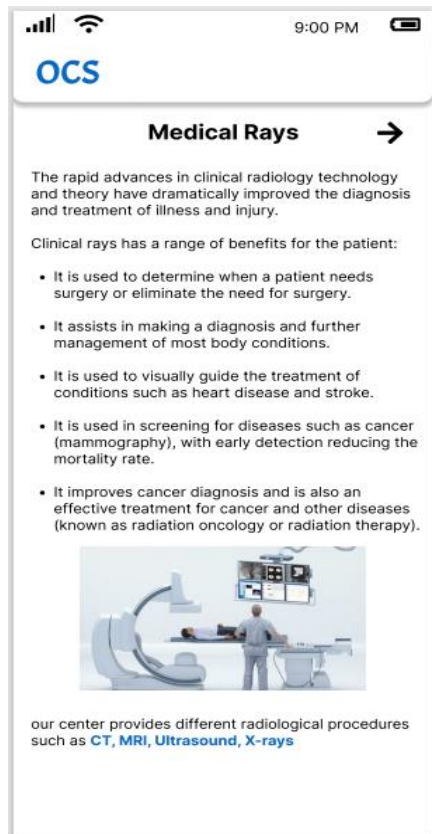 9:00 PM
OCS
Medical Rays
The rapid advances in clinical radiology technology
and theory have dramatically improved the diagnosis
and treatment of illness and injury.
Clinical rays has a range of benefits for the patient:
• It is used to determine when a patient needs
surgery or eliminate the need for surgery.
• It assists in making a diagnosis and further
management of most body conditions.
• It is used to visually guide the treatment of
conditions such as heart disease and stroke.
• It is used in screening for diseases such as cancer
(mammography), with early detection reducing the
mortality rate.
• It improves cancer diagnosis and is also an
effective treatment for cancer and other diseases
(known as radiation oncology or radiation therapy).
our center provides different radiological procedures
such as CT, MRI, Ultrasound, X-rays